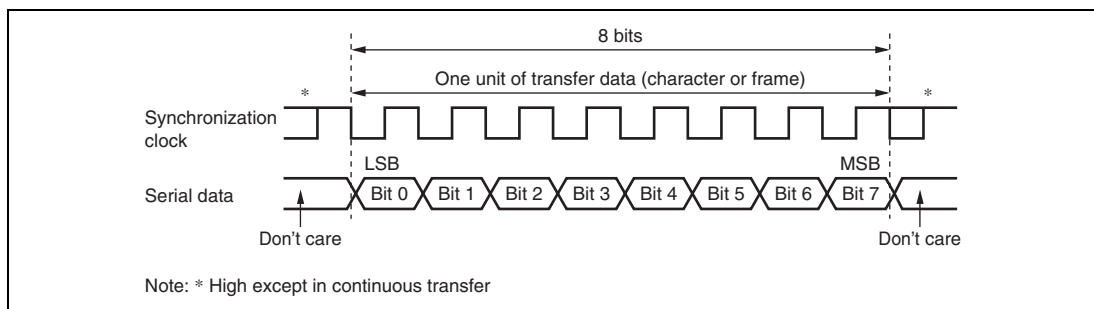 8 bits
One unit of transfer data (character or frame)
* *
Synchronization
clock
LSB MSB
Serial data Bit 0 Bit 1 Bit 2 Bit 3 Bit 4 Bit 5 Bit 6 Bit 7
Don't care Don't care
Note: * High except in continuous transfer